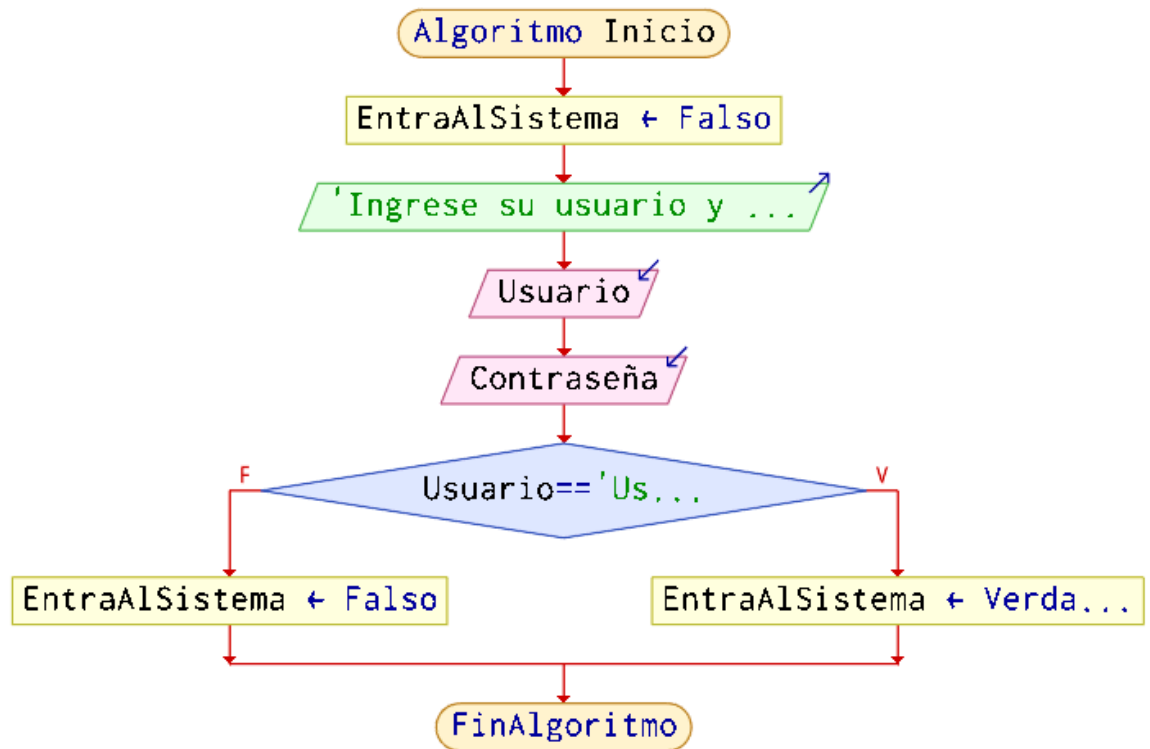 Algoritmo Inicio
EntraAlSistema ← Falso
'Ingrese su usuario y ...
Usuario
Contraseña
Usuario=='Us...
F
V
EntraAlSistema ← Falso
EntraAlSistema ← Verda...
FinAlgoritmo